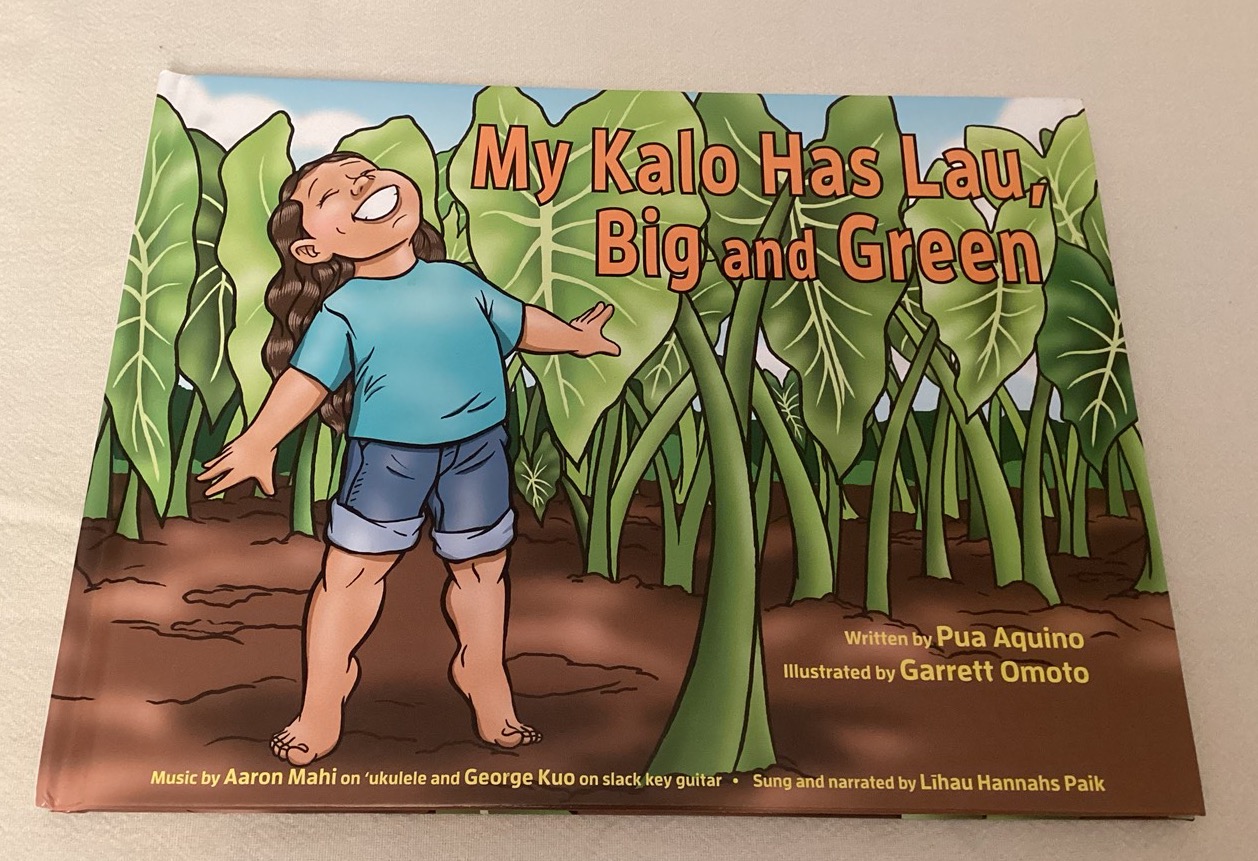 My Kalo Has Lau,
Big and Green
Written by Pua Aquino
Illustrated by Garrett Omoto
Music by Aaron Mahi on ‘ukulele and George Kuo on slack key guitar • Sung and narrated by Līhau Hannahs Paik